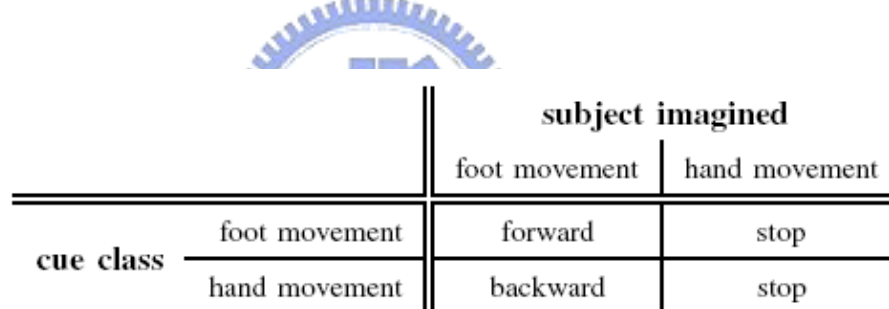 subject imagined
foot movement hand movement
foot movement forward stop
cue class
hand movement backward stop